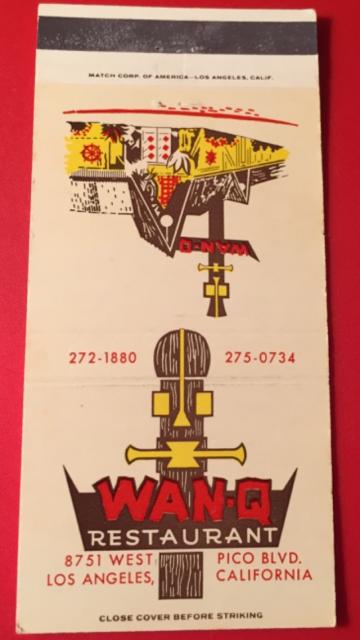 MATCH CORP. OF AMERICA—LOS ANGELES, CALIF.
WAN-Q
272-1880 275-0734
WAN-Q
RESTAURANT
8751 WEST PICO BLVD.
LOS ANGELES, CALIFORNIA
CLOSE COVER BEFORE STRIKING